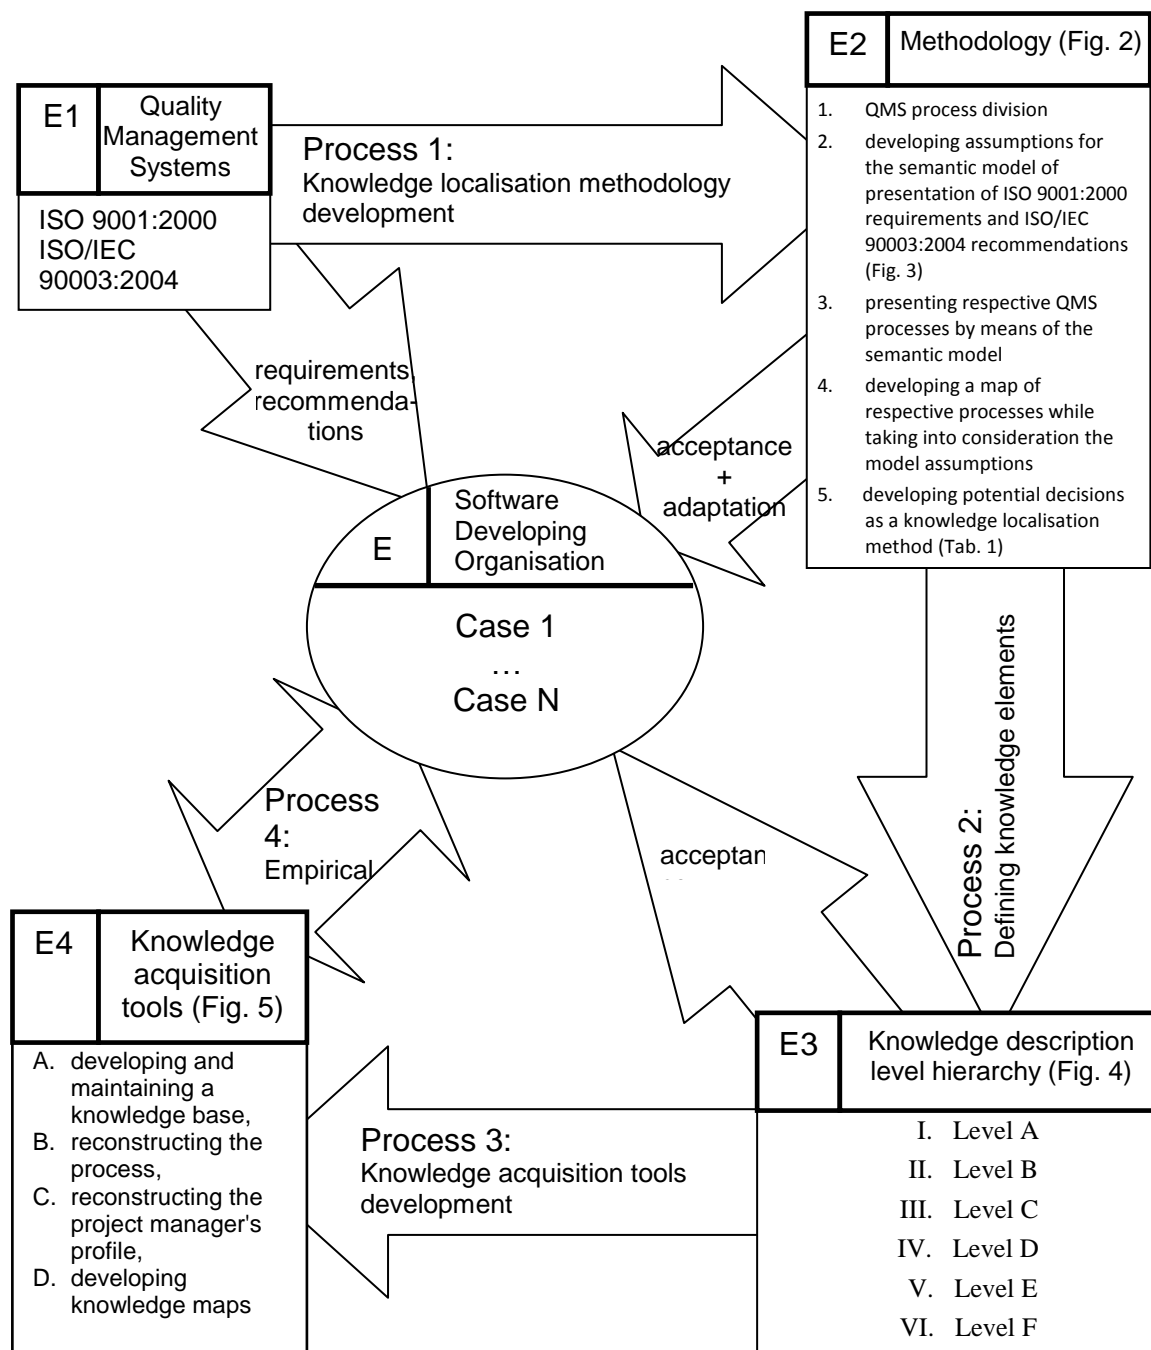 E1
Quality
Management
Systems
ISO 9001:2000
ISO/IEC
90003:2004
Process 1:
Knowledge localisation methodology
development
E2
Methodology (Fig. 2)
1. QMS process division
2. developing assumptions for
the semantic model of
presentation of ISO 9001:2000
requirements and ISO/IEC
90003:2004 recommendations
(Fig. 3)
3. presenting respective QMS
processes by means of the
semantic model
4. developing a map of
respective processes while
taking into consideration the
model assumptions
5. developing potential decisions
as a knowledge localisation
method (Tab. 1)
requirements,
recommenda-
tions
acceptance
+
adaptation
E
Software
Developing
Organisation
Case 1
...
Case N
Process 2:
Defining knowledge elements
Process
4:
Empirical
acceptan
E4
Knowledge
acquisition
tools (Fig. 5)
A. developing and
maintaining a
knowledge base,
B. reconstructing the
process,
C. reconstructing the
project manager's
profile,
D. developing
knowledge maps
Process 3:
Knowledge acquisition tools
development
E3
Knowledge description
level hierarchy (Fig. 4)
I. Level A
II. Level B
III. Level C
IV. Level D
V. Level E
VI. Level F